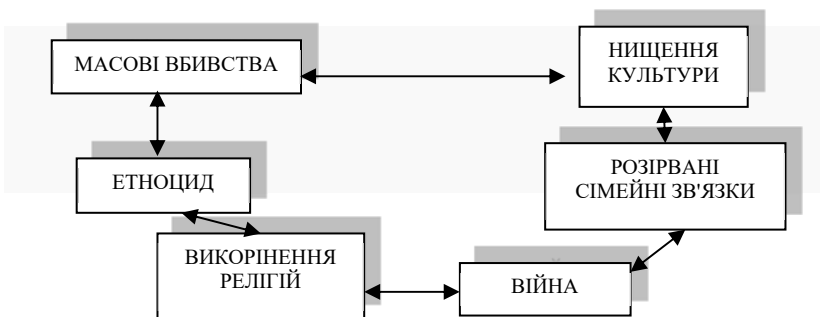 МАСОВІ ВБИВСТВА
НИЩЕННЯ
КУЛЬТУРИ
ЕТНОЦИД
РОЗІРВАНІ
СІМЕЙНІ ЗВ'ЯЗКИ
ВИКОРІНЕННЯ
РЕЛІГІЙ
ВІЙНА